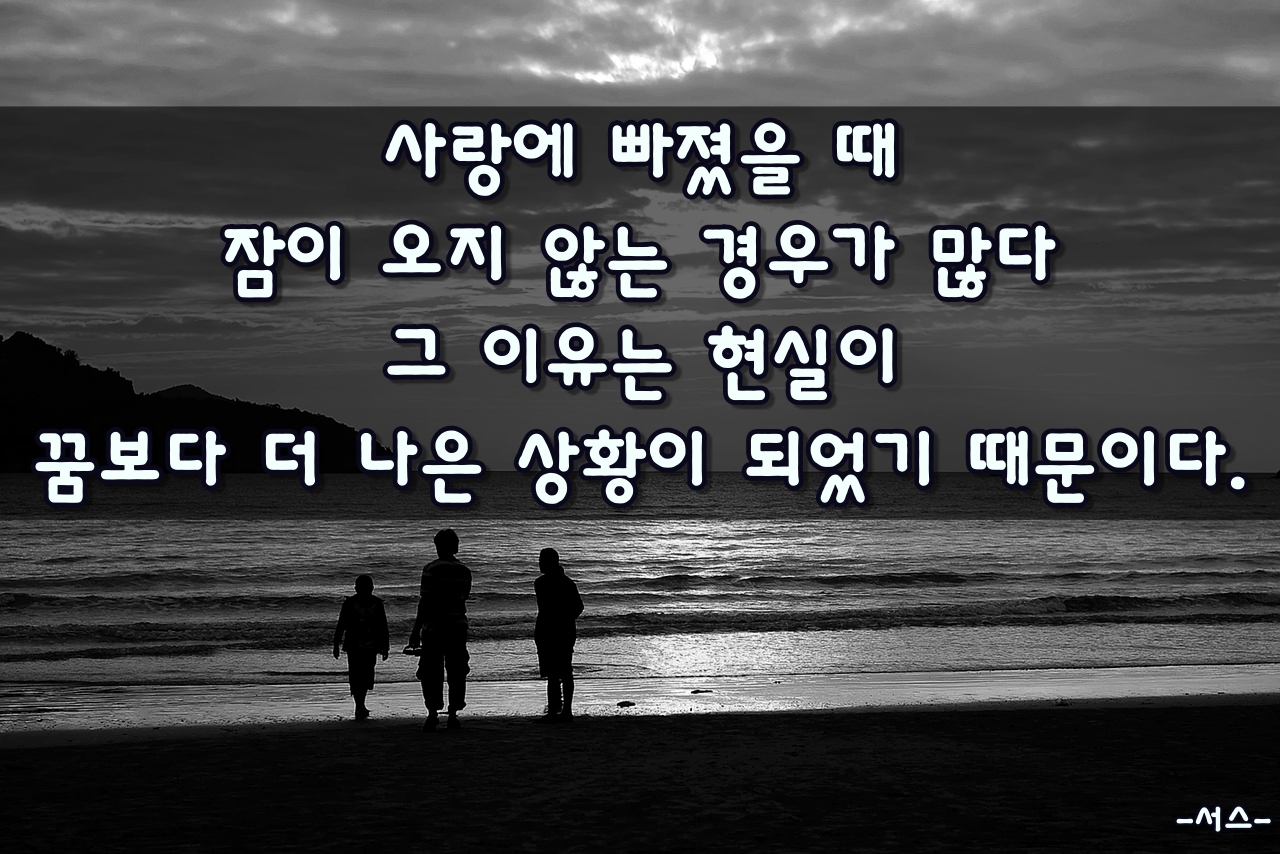 사랑에 빠졌을 때
잠이 오지 않는 경우가 많다
그 이유는 현실이
꿈보다 더 나은 상황이 되었기 때문이다.
-서스-